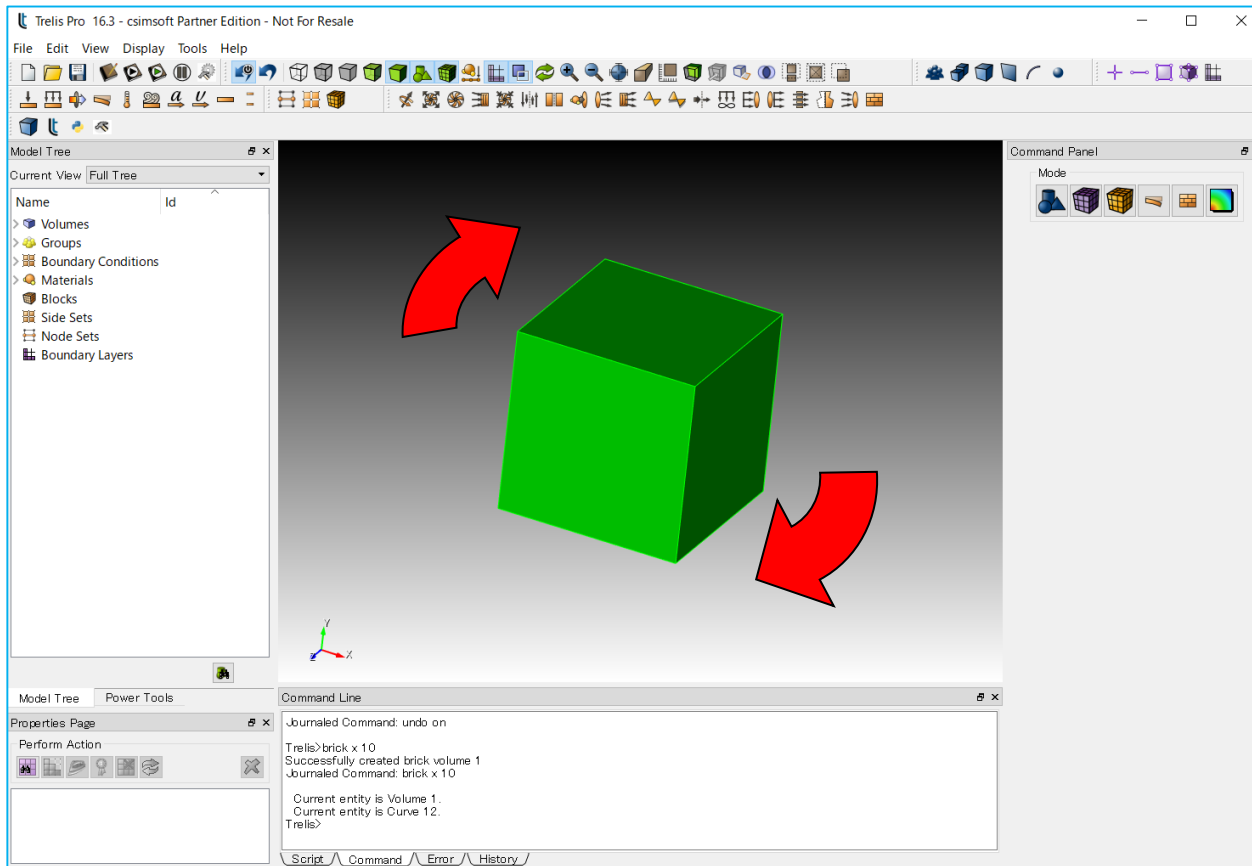 Trelis Pro 16.3 - csimsoft Partner Edition - Not For Resale
File Edit View Display Tools Help
Model Tree
Current View Full Tree
Name Id
Volumes
Groups
Boundary Conditions
Materials
Blocks
Side Sets
Node Sets
Boundary Layers
Model Tree Power Tools
Properties Page
Perform Action
Command Panel
Mode
Y
Z X
Command Line
Journaled Command: undo on
Trelis>brick x 10
Successfully created brick volume 1
Journaled Command: brick x 10
Current entity is Volume 1.
Current entity is Curve 12.
Trelis>
Script Command Error History